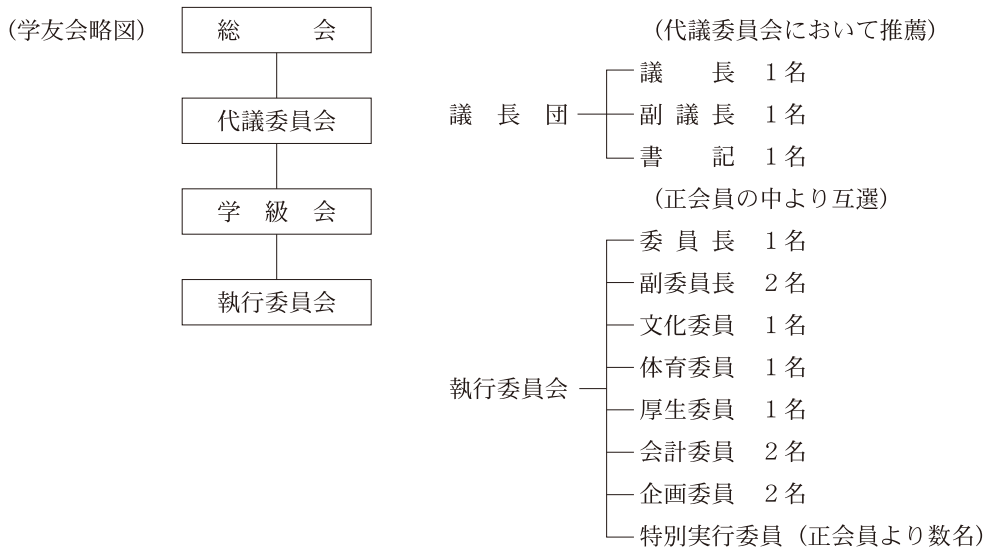 (学友会略図)
総会
代議委員会
学級会
執行委員会
(代議委員会において推薦)
議長団
議長 1名
副議長 1名
書記 1名
(正会員の中より互選)
執行委員会
委員長 1名
副委員長 2名
文化委員 1名
体育委員 1名
厚生委員 1名
会計委員 2名
企画委員 2名
特別実行委員(正会員より数名)